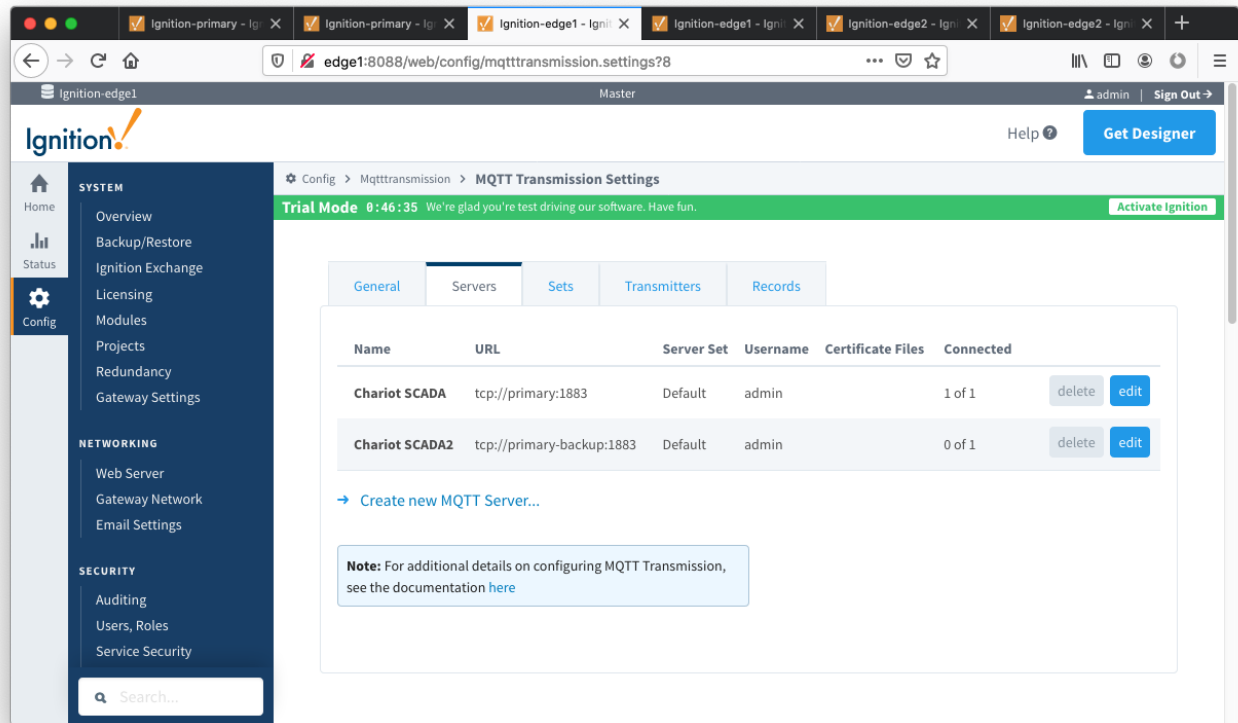 Ignition-primary - Ign
Ignition-primary - Ign
Ignition-edge1 - Ignit
Ignition-edge1 - Ignit
Ignition-edge2 - Ign
Ignition-edge2 - Ign
edge1:8088/web/config/mqtttransmission.settings?8
Ignition-edge1
Master
admin | Sign Out
Ignition!
Help
Get Designer
Home
Status
Config
SYSTEM
Overview
Backup/Restore
Ignition Exchange
Licensing
Modules
Projects
Redundancy
Gateway Settings
NETWORKING
Web Server
Gateway Network
Email Settings
SECURITY
Auditing
Users, Roles
Service Security
Search...
Config > Mqtttransmission > MQTT Transmission Settings
Trial Mode 0:46:35 We're glad you're test driving our software. Have fun.
Activate Ignition
General Servers Sets Transmitters Records
Name URL Server Set Username Certificate Files Connected
Chariot SCADA tcp://primary:1883 Default admin 1 of 1 delete edit
Chariot SCADA2 tcp://primary-backup:1883 Default admin 0 of 1 delete edit
→ Create new MQTT Server...
Note: For additional details on configuring MQTT Transmission,
see the documentation here